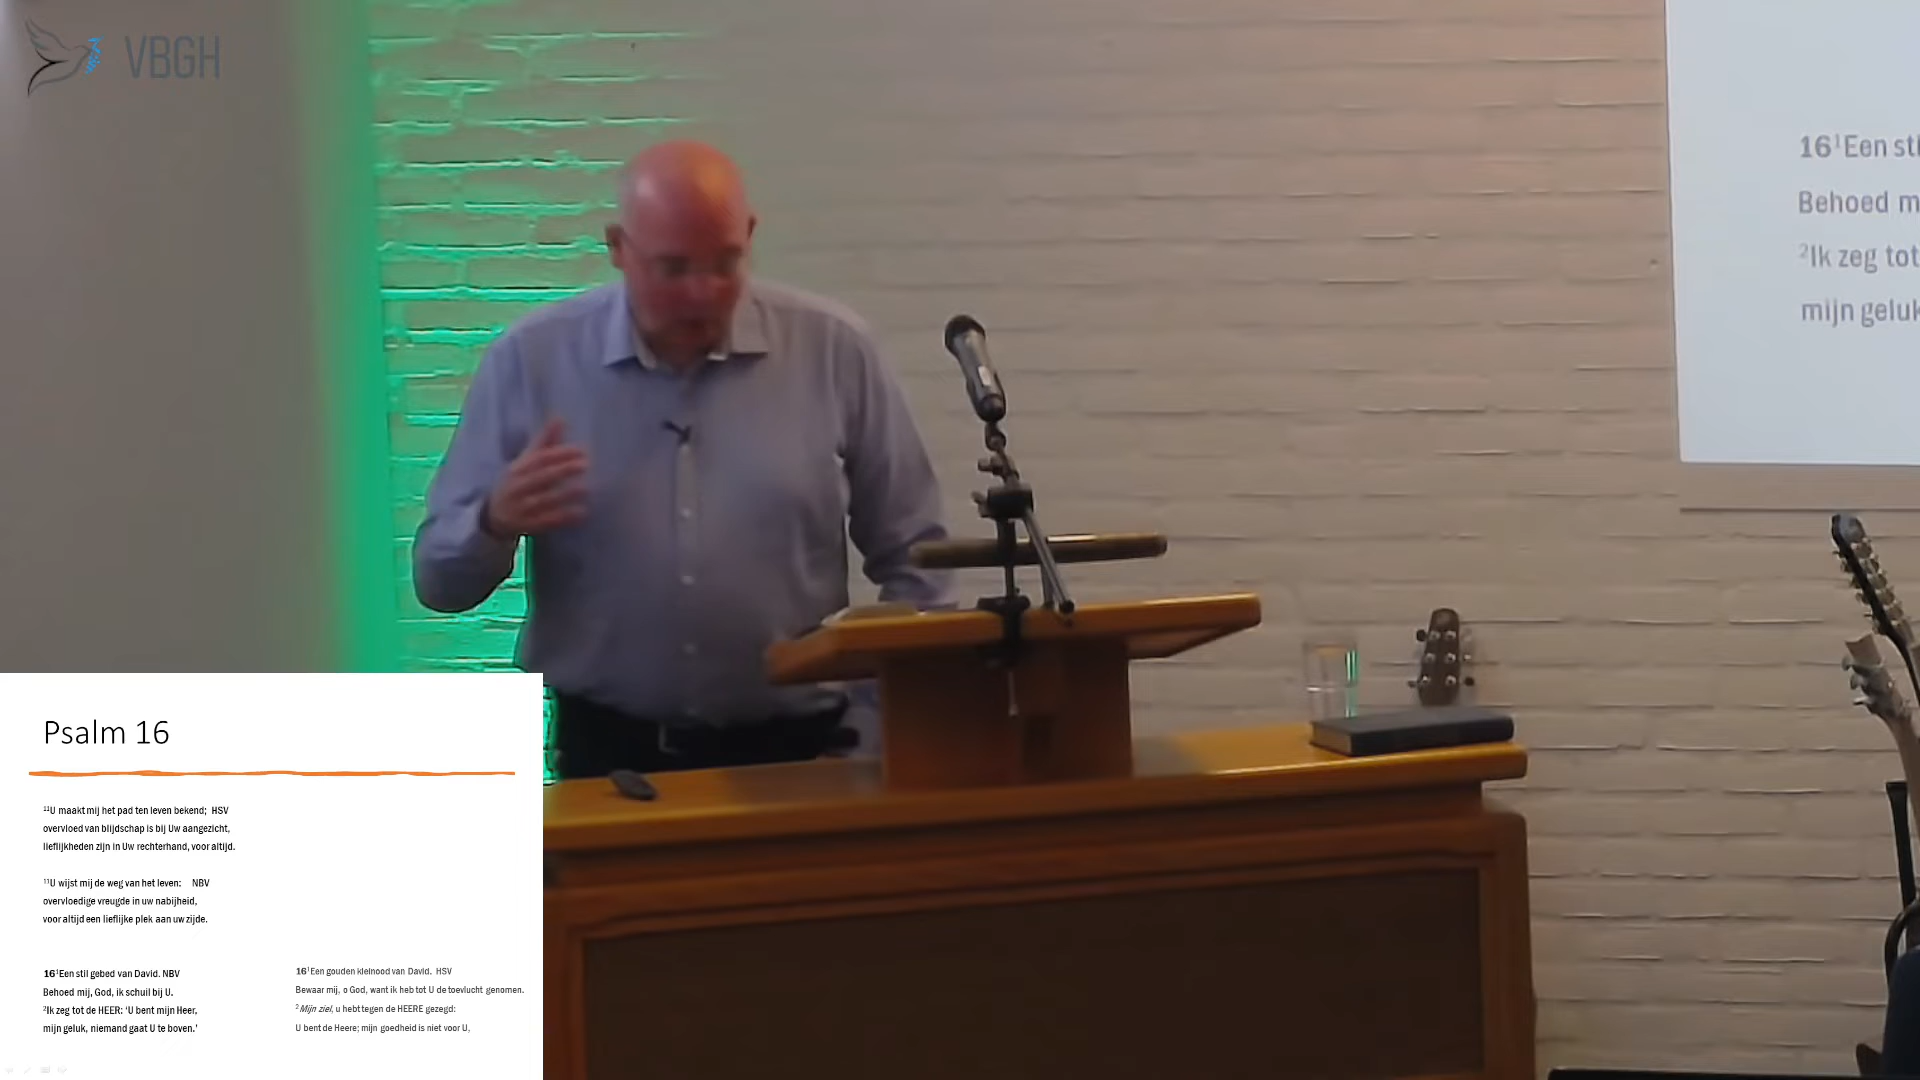 VBGH
16¹Een
Behoed
²Ik zeg tot
mijn
Psalm 16
¹¹U maakt mij het pad ten leven bekend; HSV
overvloed van blijdschap is bij Uw aangezicht,
lieflijkheden zijn in Uw rechterhand, voor altijd.
¹¹U wijst mij de weg van het leven: NBV
overvloedige vreugde in uw nabijheid,
voor altijd een lieflijke plek aan uw zijde.
16¹Een stil gebed van David. NBV
Behoed mij, God, ik schuil bij U.
²Ik zeg tot de HEER: 'U bent mijn Heer,
mijn geluk, niemand gaat U te boven.'
16¹Een gouden kleinood van David. HSV
Bewaar mij, o God, want ik heb tot U de toevlucht genomen.
²Mijn ziel, u hebt tegen de HEERE gezegd:
U bent de Heere; mijn goedheid is niet voor U,